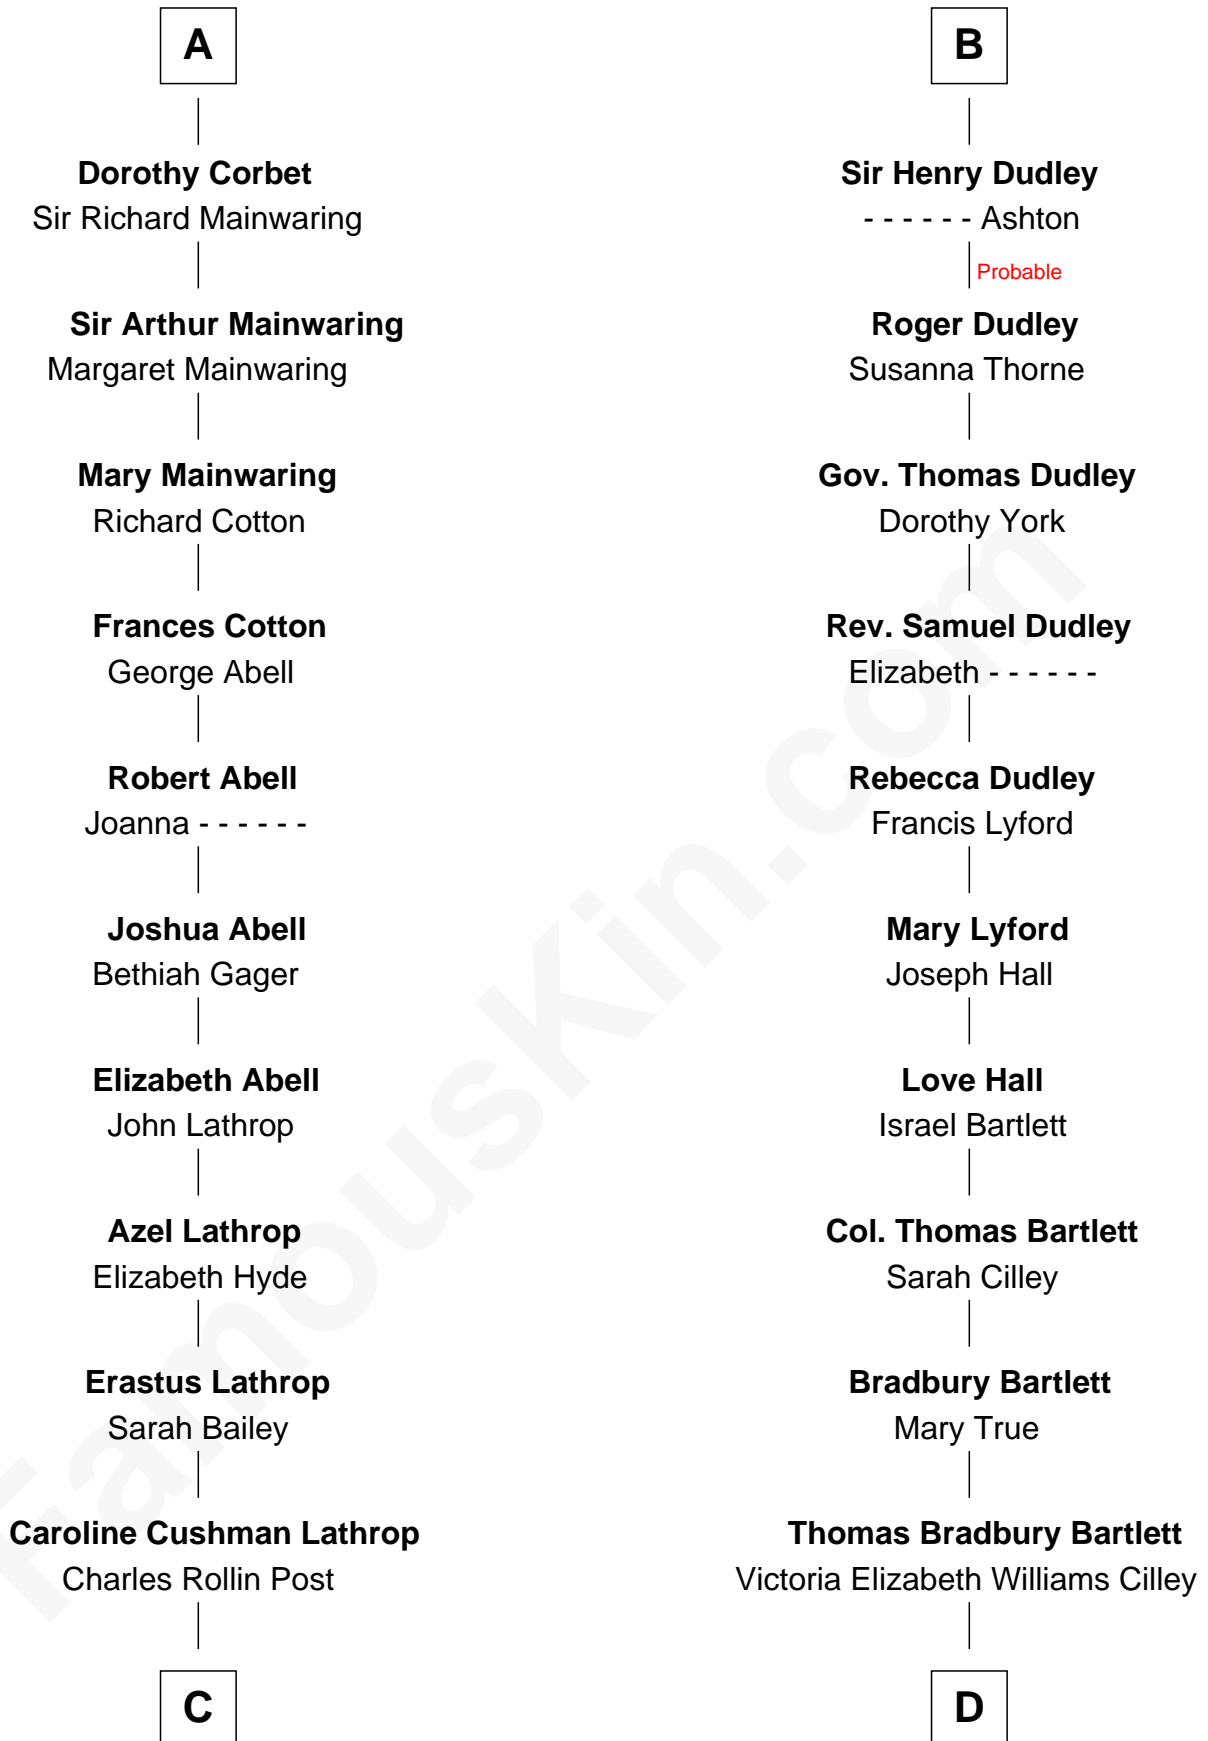 A
Dorothy Corbet
Sir Richard Mainwaring
Sir Arthur Mainwaring
Margaret Mainwaring
Mary Mainwaring
Richard Cotton
Frances Cotton
George Abell
Robert Abell
Joanna - - - - - -
Joshua Abell
Bethiah Gager
Elizabeth Abell
John Lathrop
Azel Lathrop
Elizabeth Hyde
Erastus Lathrop
Sarah Bailey
Caroline Cushman Lathrop
Charles Rollin Post
C
B
Sir Henry Dudley
- - - - - - Ashton
Probable
Roger Dudley
Susanna Thorne
Gov. Thomas Dudley
Dorothy York
Rev. Samuel Dudley
Elizabeth - - - - - -
Rebecca Dudley
Francis Lyford
Mary Lyford
Joseph Hall
Love Hall
Israel Bartlett
Col. Thomas Bartlett
Sarah Cilley
Bradbury Bartlett
Mary True
Thomas Bradbury Bartlett
Victoria Elizabeth Williams Cilley
D
FamousKin.com